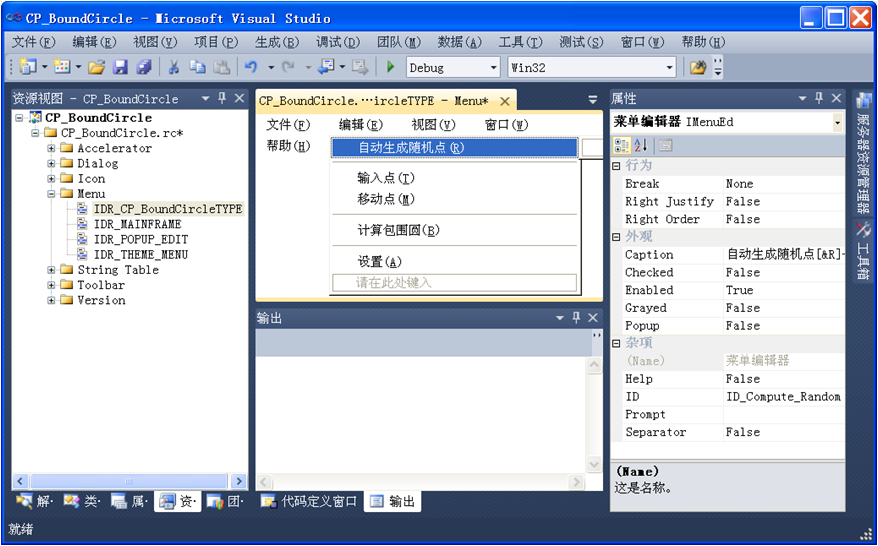 CP_BoundCircle - Microsoft Visual Studio
文件(F) 编辑(E) 视图(V) 项目(P) 生成(B) 调试(D) 团队(M) 数据(A) 工具(T) 测试(S) 窗口(W) 帮助(H)
Debug Win32
资源视图 - CP_BoundCircle
CP_BoundCircle
CP_BoundCircle.rc*
Accelerator
Dialog
Icon
Menu
IDR_CP_BoundCircleTYPE
IDR_MAINFRAME
IDR_POPUP_EDIT
IDR_THEME_MENU
String Table
Toolbar
Version
解· 类· 属· 资· 团·
CP_BoundCircle.…ircleTYPE - Menu*
文件(F) 编辑(E) 视图(V) 窗口(W)
帮助(H)
自动生成随机点(R)
输入点(T)
移动点(M)
计算包围圆(B)
设置(A)
请在此处键入
输出
代码定义窗口 输出
属性
菜单编辑器 IMenuEd
行为
Break None
Right Justify False
Right Order False
外观
Caption 自动生成随机点[&R]
Checked False
Enabled True
Grayed False
Popup False
杂项
(Name) 菜单编辑器
Help False
ID ID_Compute_Random
Prompt
Separator False
(Name)
这是名称。
服务器资源管理器
工具箱
就绪